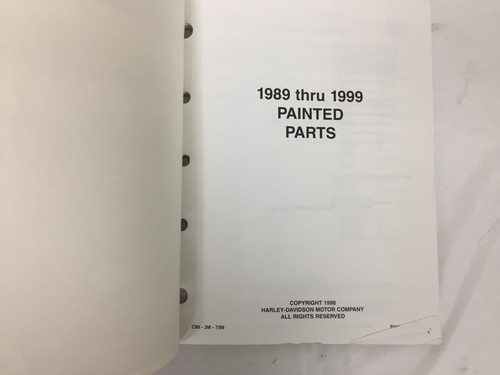 1989 thru 1999
PAINTED
PARTS
COPYRIGHT 1998
HARLEY-DAVIDSON MOTOR COMPANY
ALL RIGHTS RESERVED